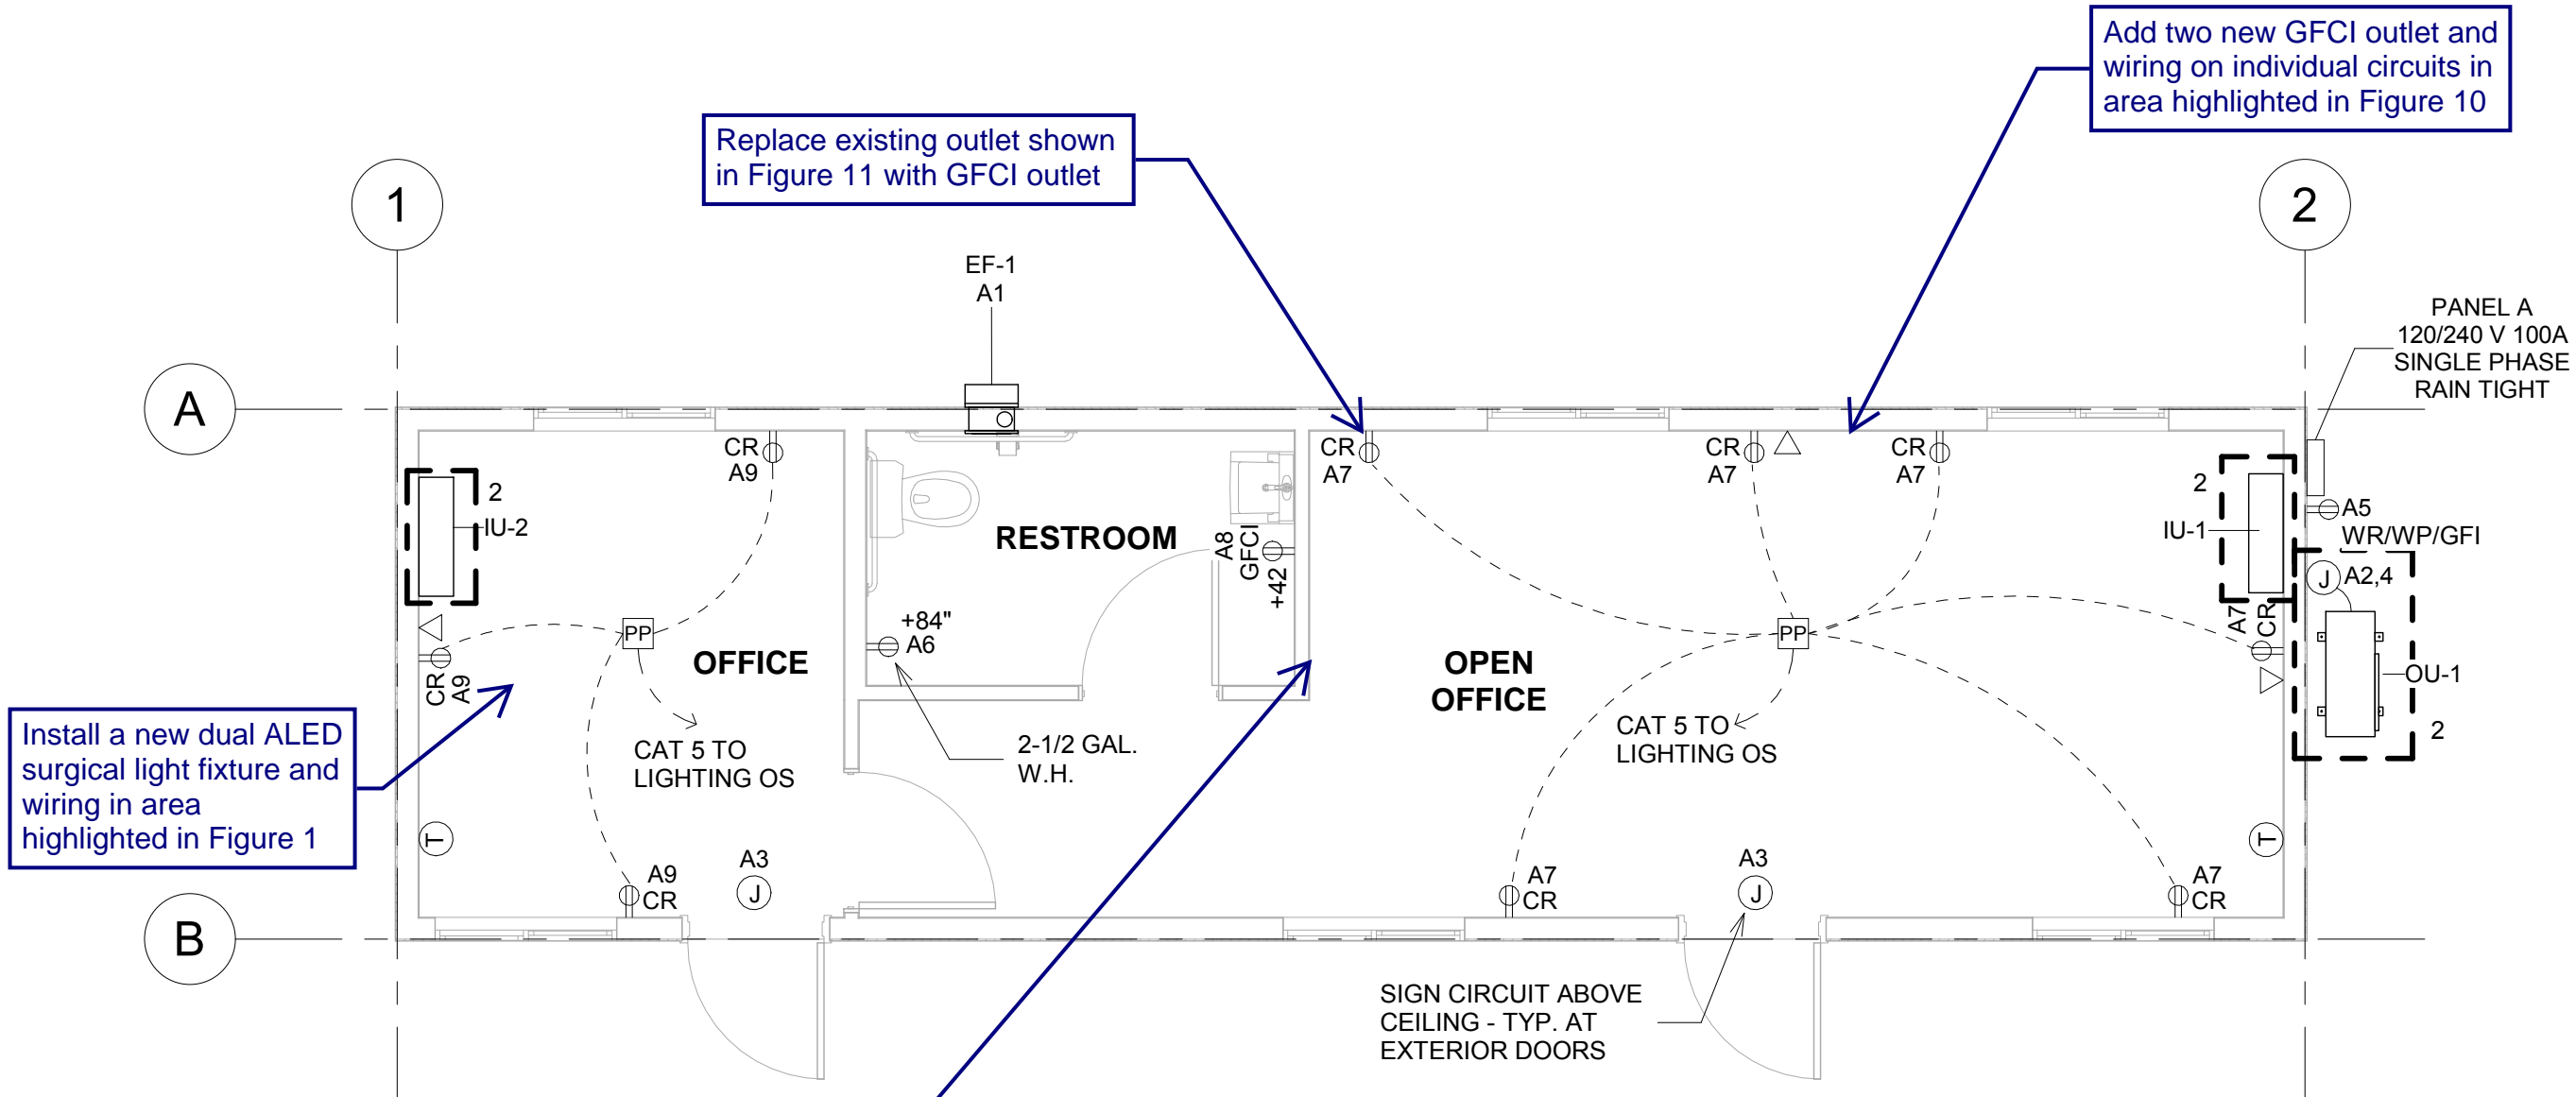 Add two new GFCI outlet and
wiring on individual circuits in
area highlighted in Figure 10
Replace existing outlet shown
in Figure 11 with GFCI outlet
1
2
EF-1
A1
PANEL A
120/240 V 100A
SINGLE PHASE
RAIN TIGHT
A
CR
A9
CR
A7
CR
A7
CR
A7
2
IU-2
2
IU-1
A5
WR/WP/GFI
RESTROOM
A8
GFCI
+42
J
A2,4
A7
CR
+84"
A6
PP
PP
OFFICE
OPEN
OFFICE
CR
A9
OU-1
2
Install a new dual ALED
surgical light fixture and
wiring in area
highlighted in Figure 1
CAT 5 TO
LIGHTING OS
2-1/2 GAL.
W.H.
CAT 5 TO
LIGHTING OS
T
T
A9
CR
A3
J
A7
CR
A3
J
A7
CR
B
SIGN CIRCUIT ABOVE
CEILING - TYP. AT
EXTERIOR DOORS